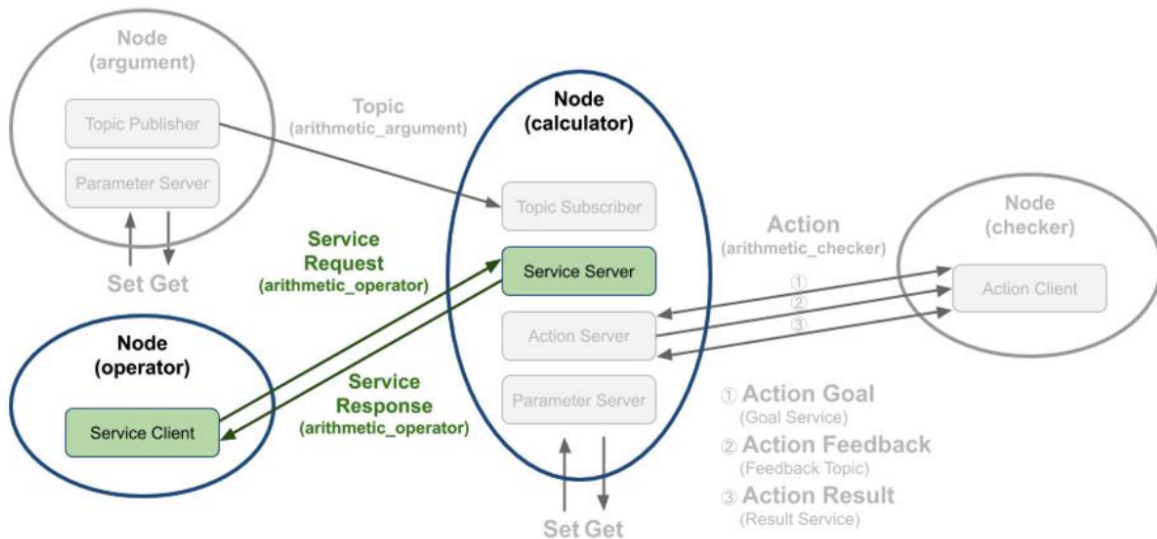 Node
(argument)
Topic Publisher
Parameter Server
Set Get
Topic
(arithmetic_argument)
Service
Request
(arithmetic_operator)
Node
(operator)
Service Client
Service
Response
(arithmetic_operator)
Node
(calculator)
Topic Subscriber
Service Server
Action Server
Parameter Server
Set Get
Action
(arithmetic_checker)
①
②
③
Node
(checker)
Action Client
① Action Goal
(Goal Service)
② Action Feedback
(Feedback Topic)
③ Action Result
(Result Service)